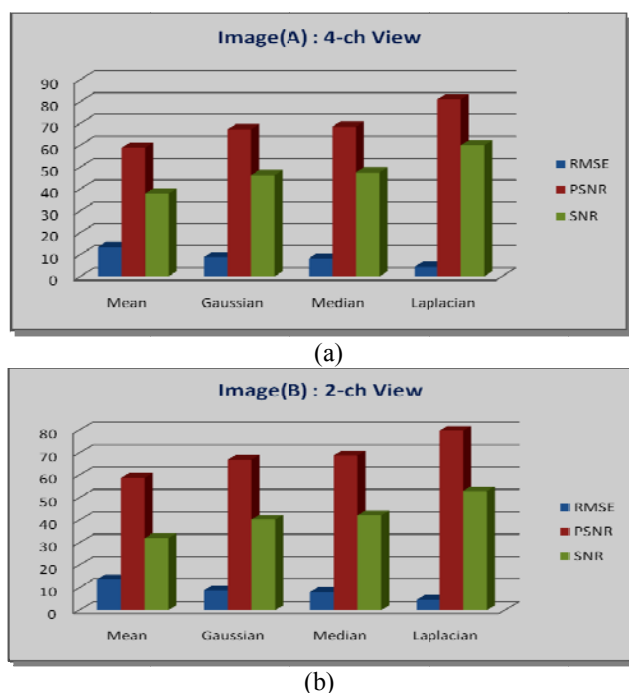 Image(A) : 4-ch View
90
80
70
60
50
40
30
20
10
0
Mean Gaussian Median Laplacian
RMSE
PSNR
SNR
(a)
Image(B) : 2-ch View
80
70
60
50
40
30
20
10
0
Mean Gaussian Median Laplacian
RMSE
PSNR
SNR
(b)